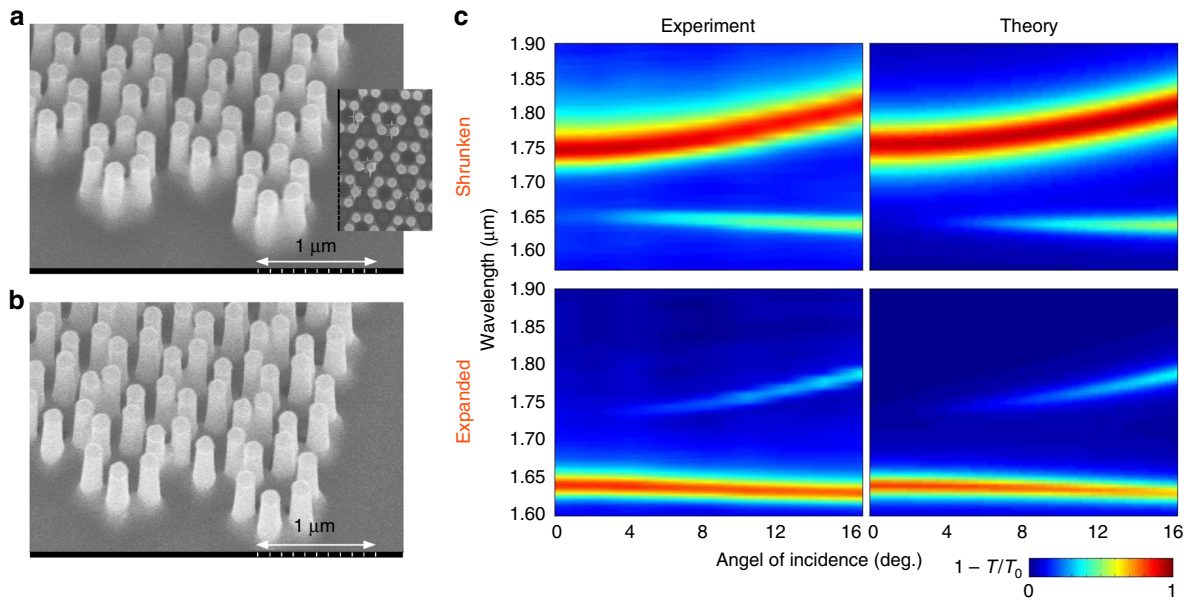 a
1 μm
b
1 μm
c
Experiment
Theory
Shrunken
Expanded
Wavelength (μm)
1.90
1.85
1.80
1.75
1.70
1.65
1.60
1.90
1.85
1.80
1.75
1.70
1.65
1.60
0 4 8 12 16
0 4 8 12 16
Angel of incidence (deg.)
1 − T/T₀
0 1